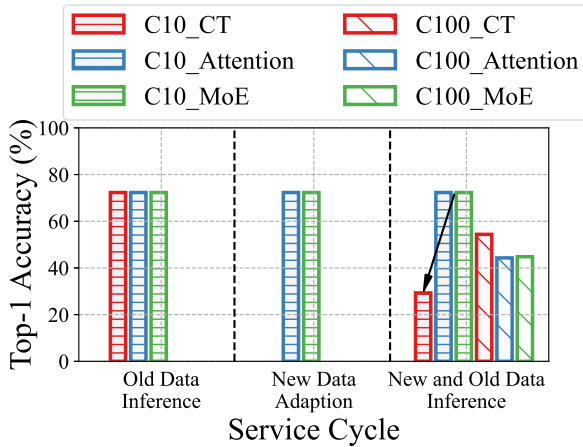 C10_CT
C100_CT
C10_Attention
C100_Attention
C10_MoE
C100_MoE
Top-1 Accuracy (%)
100
80
60
40
20
0
Old Data
Inference
New Data
Adaption
New and Old Data
Inference
Service Cycle